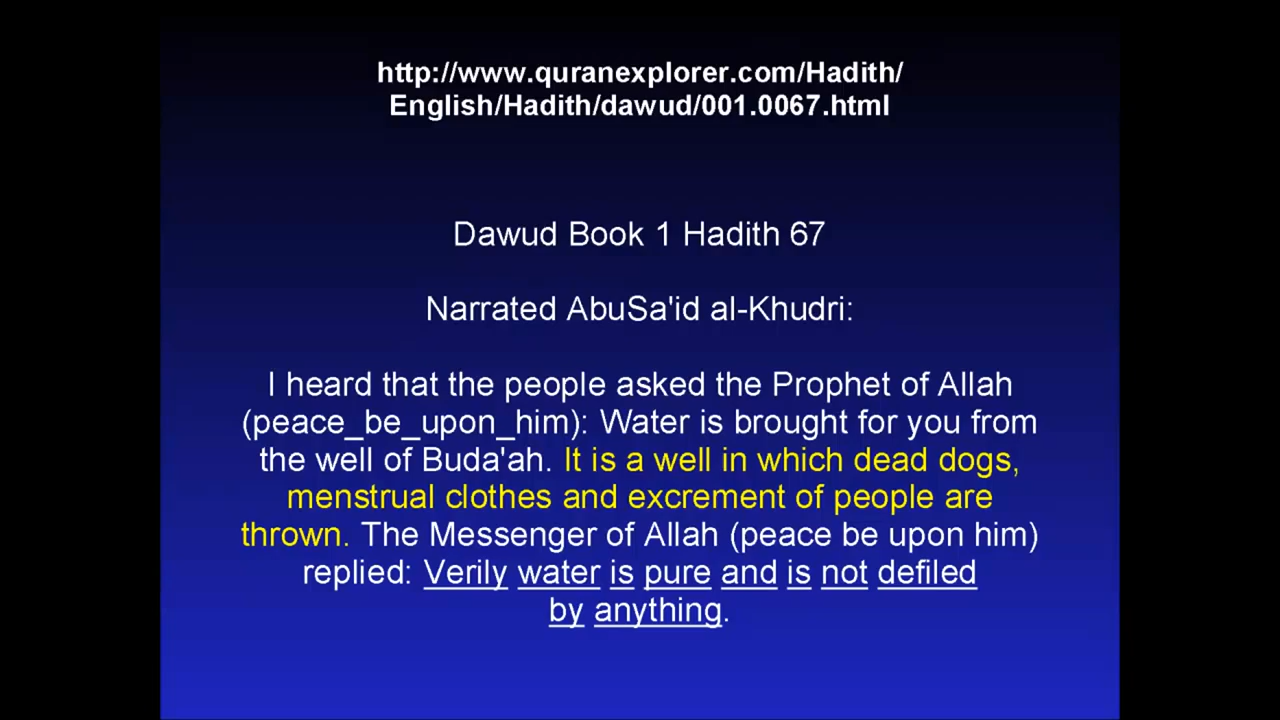 http://www.quranexplorer.com/Hadith/
English/Hadith/dawud/001.0067.html
Dawud Book 1 Hadith 67
Narrated AbuSa'id al-Khudri:
I heard that the people asked the Prophet of Allah
(peace_be_upon_him): Water is brought for you from
the well of Buda'ah. It is a well in which dead dogs,
menstrual clothes and excrement of people are
thrown. The Messenger of Allah (peace be upon him)
replied: Verily water is pure and is not defiled
by anything.